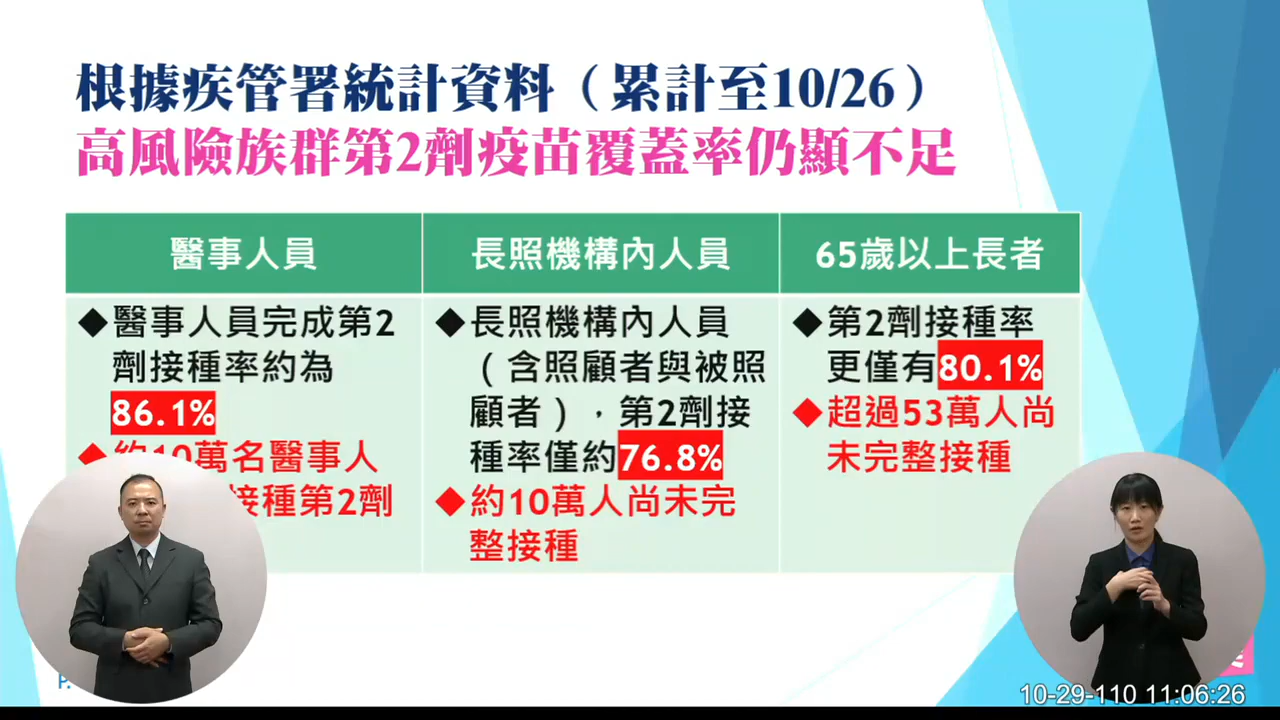 根據疾管署統計資料（累計至10/26）
高風險族群第2劑疫苗覆蓋率仍顯不足
醫事人員
◆醫事人員完成第2
劑接種率約為
86.1%
約10萬名醫事人
接種第2劑
長照機構內人員
◆長照機構內人員
（含照顧者與被照
顧者），第2劑接
種率僅約76.8%
◆約10萬人尚未完
整接種
65歲以上長者
◆第2劑接種率
更僅有80.1%
◆超過53萬人尚
未完整接種
10-29-110 11:06:26